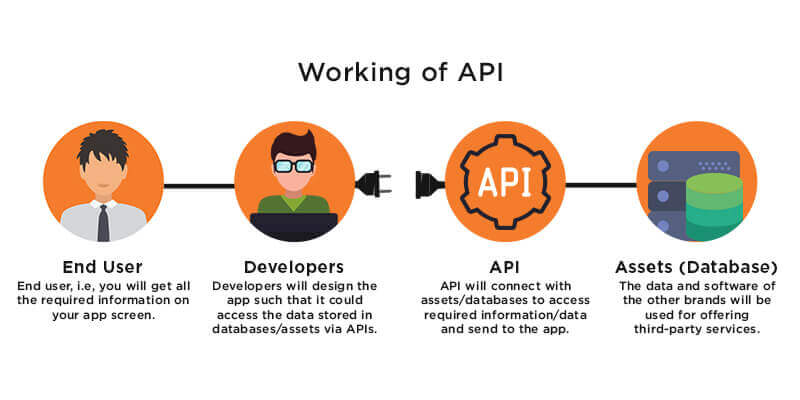 Working of API
API
End User
End user, i.e, you will get all
the required information on
your app screen.
Developers
Developers will design the
app such that it could
access the data stored in
databases/assets via APIs.
API
API will connect with
assets/databases to access
required information/data
and send to the app.
Assets (Database)
The data and software of
the other brands will be
used for offering
third-party services.